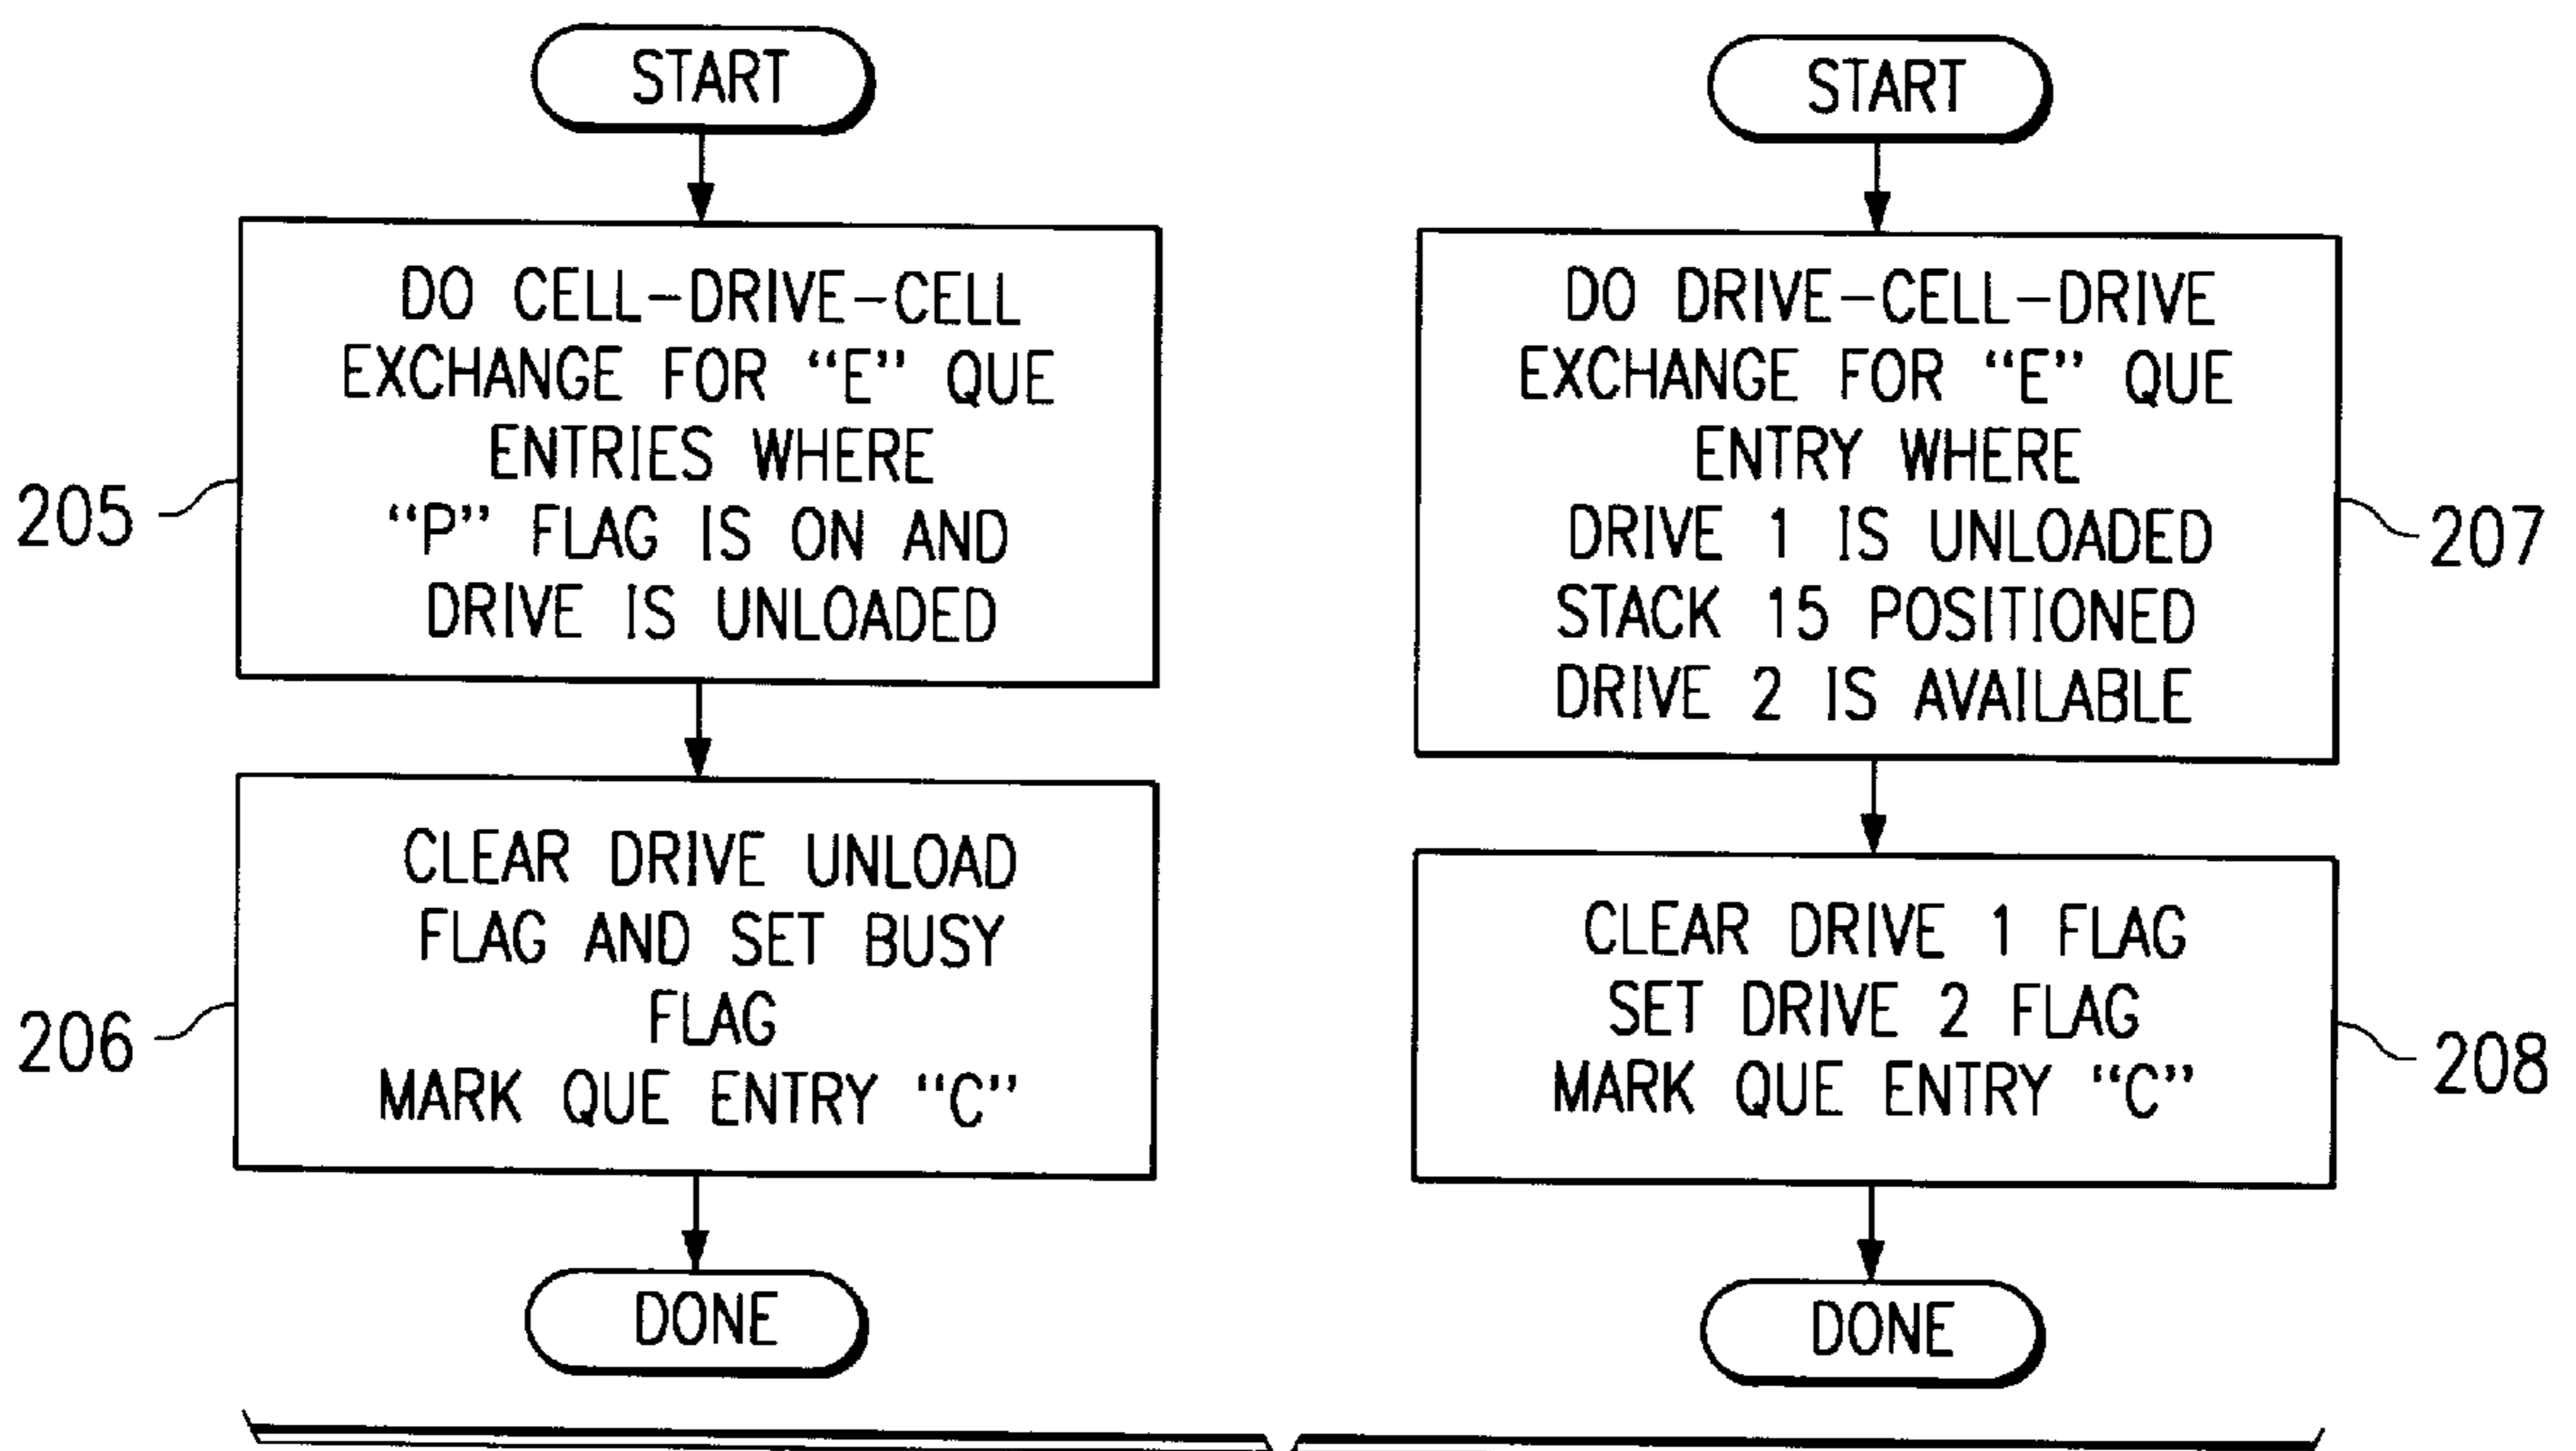 START
DO CELL-DRIVE-CELL
EXCHANGE FOR “E” QUE
ENTRIES WHERE
“P” FLAG IS ON AND
DRIVE IS UNLOADED
205
CLEAR DRIVE UNLOAD
FLAG AND SET BUSY
FLAG
MARK QUE ENTRY “C”
206
DONE
START
DO DRIVE-CELL-DRIVE
EXCHANGE FOR “E” QUE
ENTRY WHERE
DRIVE 1 IS UNLOADED
STACK 15 POSITIONED
DRIVE 2 IS AVAILABLE
207
CLEAR DRIVE 1 FLAG
SET DRIVE 2 FLAG
MARK QUE ENTRY “C”
208
DONE